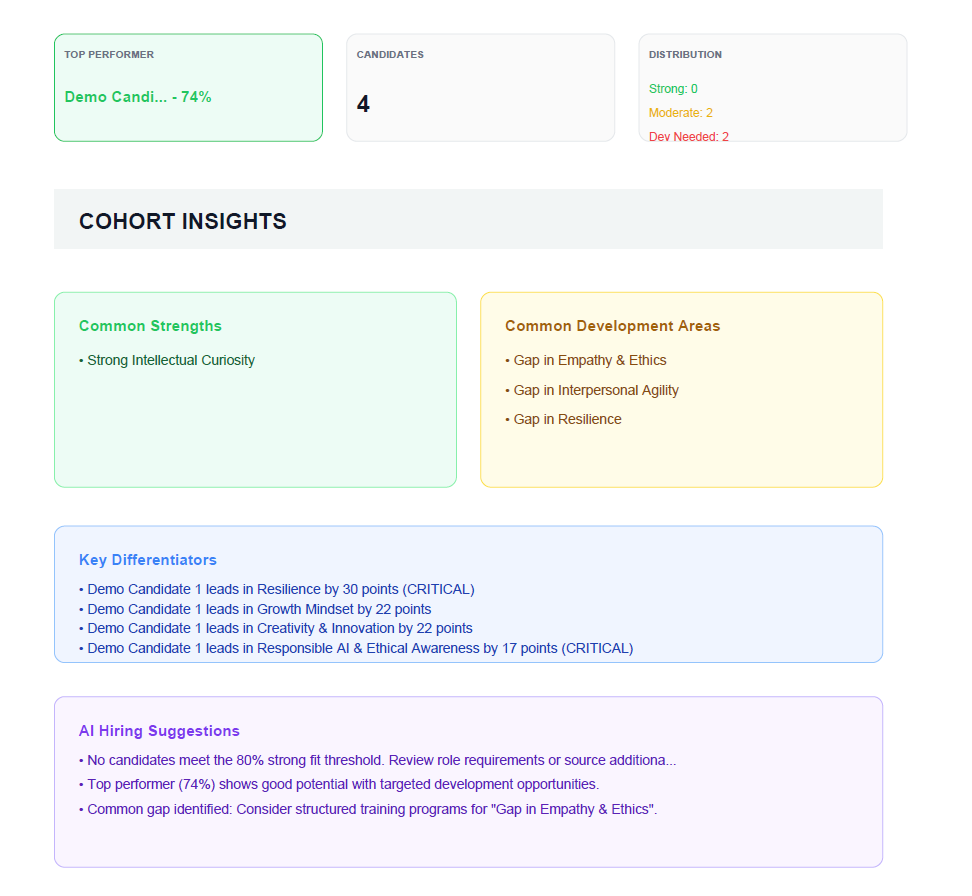 TOP PERFORMER
Demo Candi... - 74%
CANDIDATES
4
DISTRIBUTION
Strong: 0
Moderate: 2
Dev Needed: 2
COHORT INSIGHTS
Common Strengths
• Strong Intellectual Curiosity
Common Development Areas
• Gap in Empathy & Ethics
• Gap in Interpersonal Agility
• Gap in Resilience
Key Differentiators
• Demo Candidate 1 leads in Resilience by 30 points (CRITICAL)
• Demo Candidate 1 leads in Growth Mindset by 22 points
• Demo Candidate 1 leads in Creativity & Innovation by 22 points
• Demo Candidate 1 leads in Responsible AI & Ethical Awareness by 17 points (CRITICAL)
AI Hiring Suggestions
• No candidates meet the 80% strong fit threshold. Review role requirements or source additiona...
• Top performer (74%) shows good potential with targeted development opportunities.
• Common gap identified: Consider structured training programs for "Gap in Empathy & Ethics".